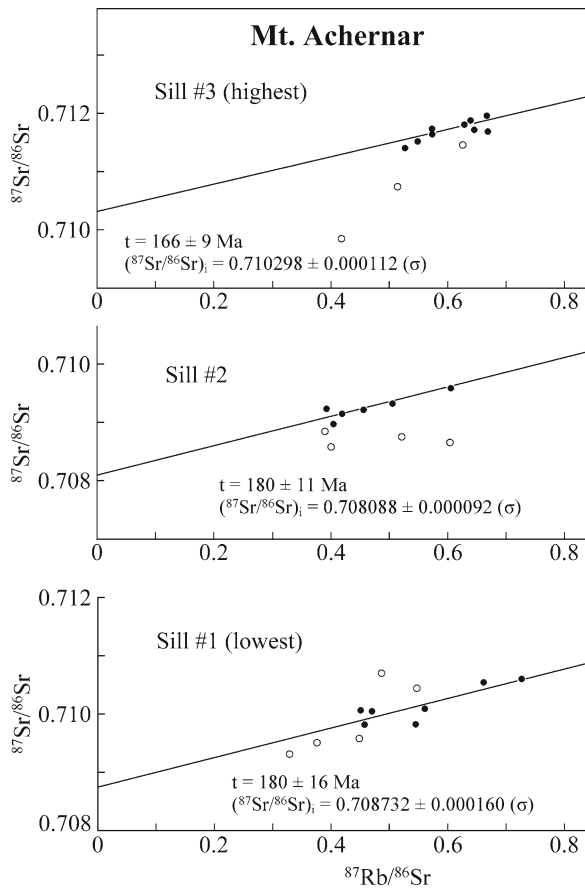 Mt. Achernar
Sill #3 (highest)
⁸⁷Sr/⁸⁶Sr
0.712
0.710
t = 166 ± 9 Ma
(⁸⁷Sr/⁸⁶Sr)ᵢ = 0.710298 ± 0.000112 (σ)
0 0.2 0.4 0.6 0.8
Sill #2
⁸⁷Sr/⁸⁶Sr
0.710
0.708
t = 180 ± 11 Ma
(⁸⁷Sr/⁸⁶Sr)ᵢ = 0.708088 ± 0.000092 (σ)
0 0.2 0.4 0.6 0.8
0.712
Sill #1 (lowest)
⁸⁷Sr/⁸⁶Sr
0.710
t = 180 ± 16 Ma
(⁸⁷Sr/⁸⁶Sr)ᵢ = 0.708732 ± 0.000160 (σ)
0.708
0 0.2 0.4 0.6 0.8
⁸⁷Rb/⁸⁶Sr